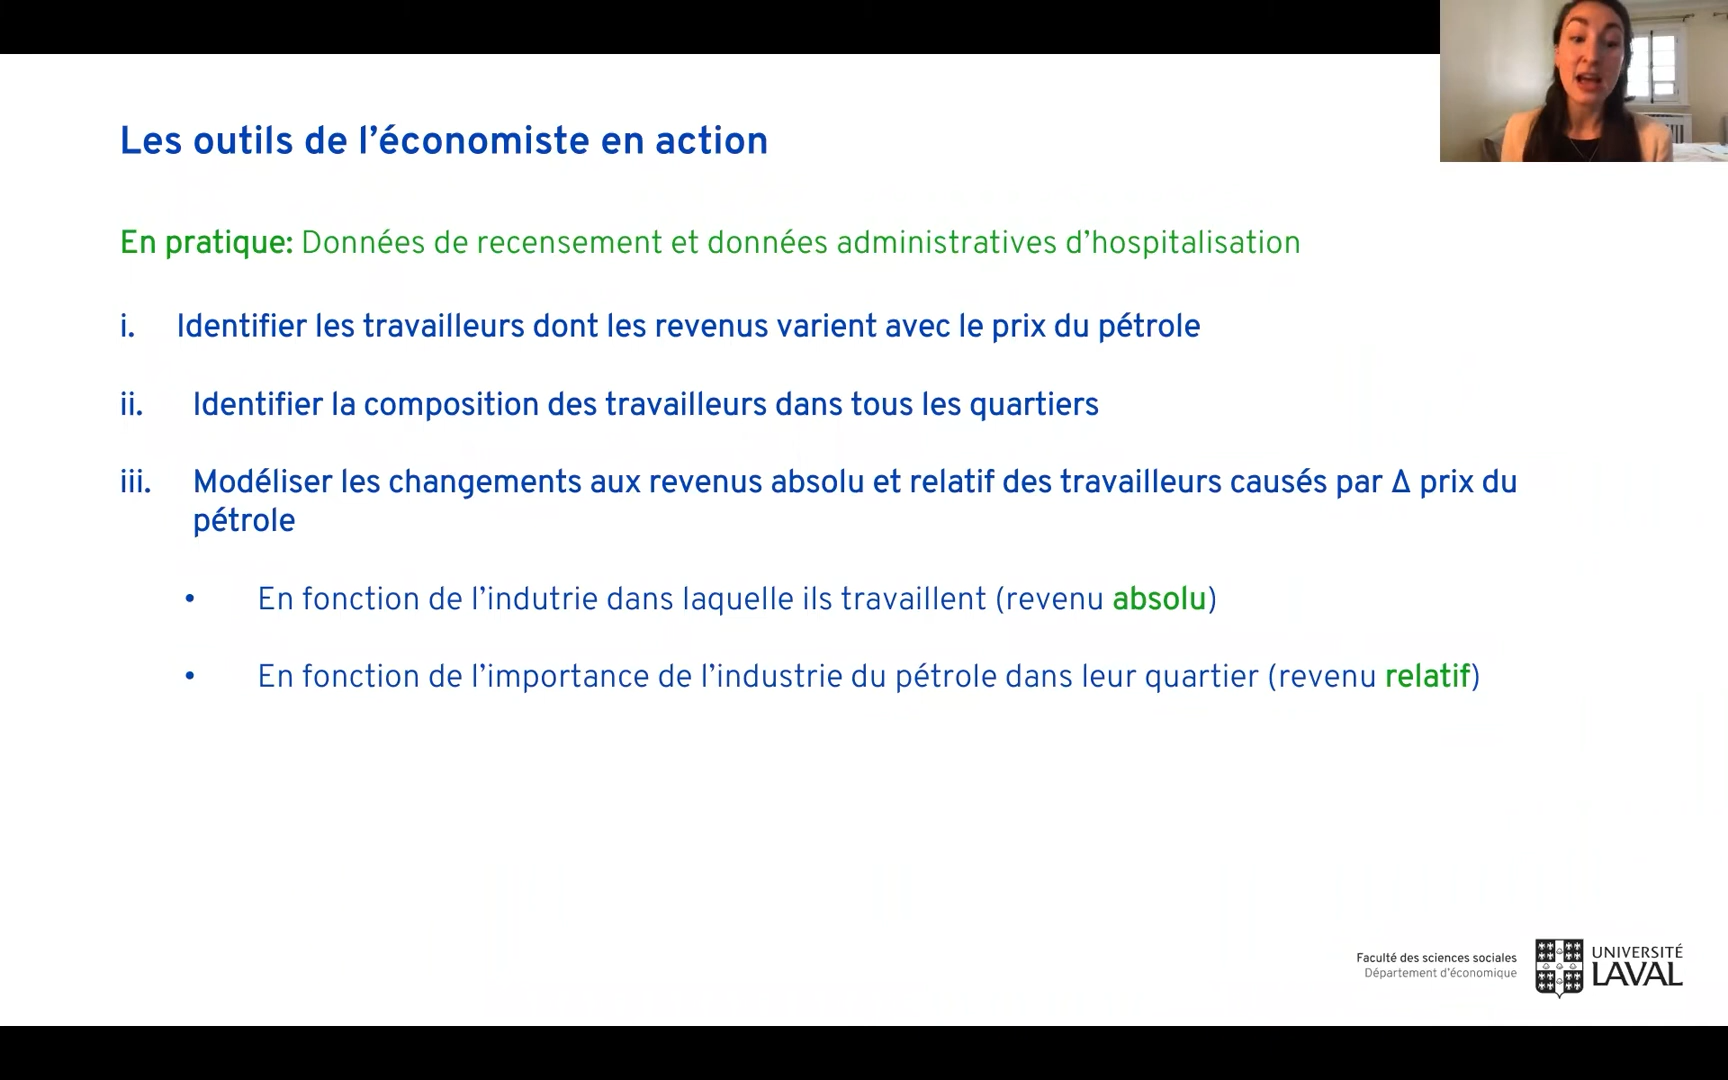 Les outils de l’économiste en action
En pratique: Données de recensement et données administratives d’hospitalisation
i. Identifier les travailleurs dont les revenus varient avec le prix du pétrole
ii. Identifier la composition des travailleurs dans tous les quartiers
iii. Modéliser les changements aux revenus absolu et relatif des travailleurs causés par Δ prix du
pétrole
• En fonction de l’indutrie dans laquelle ils travaillent (revenu absolu)
• En fonction de l’importance de l’industrie du pétrole dans leur quartier (revenu relatif)
Faculté des sciences sociales
Département d’économique
UNIVERSITÉ
LAVAL